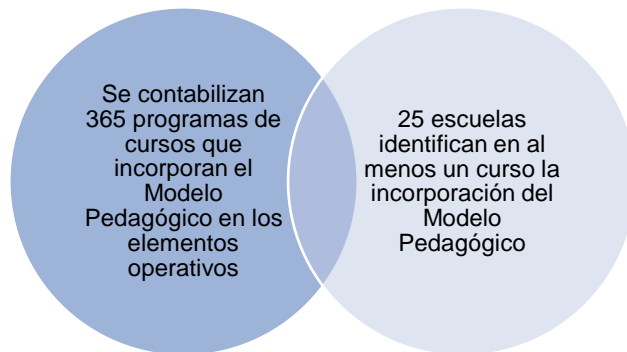 Se contabilizan
365 programas de
cursos que
incorporan el
Modelo
Pedagógico en los
elementos
operativos
25 escuelas
identifican en al
menos un curso la
incorporación del
Modelo
Pedagógico